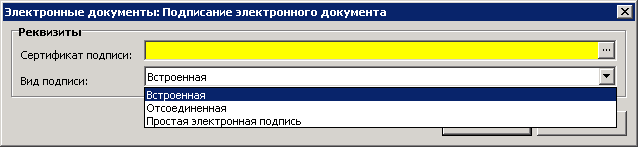 Электронные документы: Подписание электронного документа
Реквизиты
Сертификат подписи:
...
Вид подписи:
Встроенная
Встроенная
Отсоединенная
Простая электронная подпись